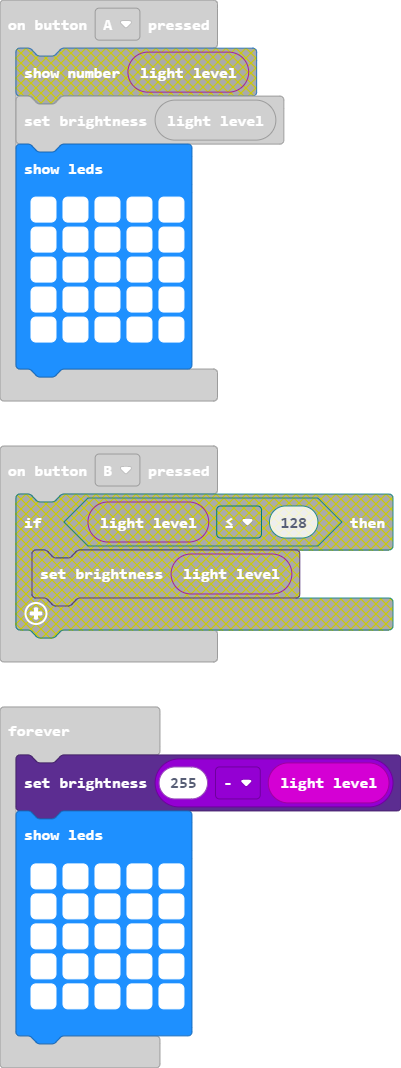 on button A pressed
show number light level
set brightness light level
show leds
on button B pressed
if light level ≤ 128 then
set brightness light level
forever
set brightness 255 - light level
show leds